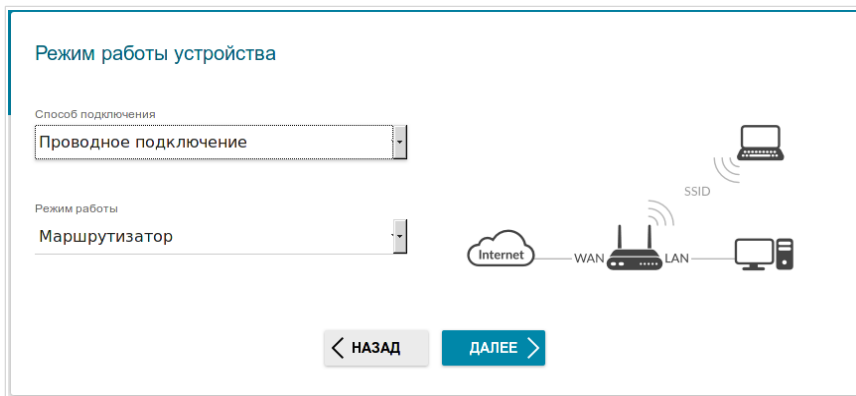 Режим работы устройства
Способ подключения
Проводное подключение
SSID
Режим работы
Маршрутизатор
Internet
WAN
LAN
НАЗАД
ДАЛЕЕ